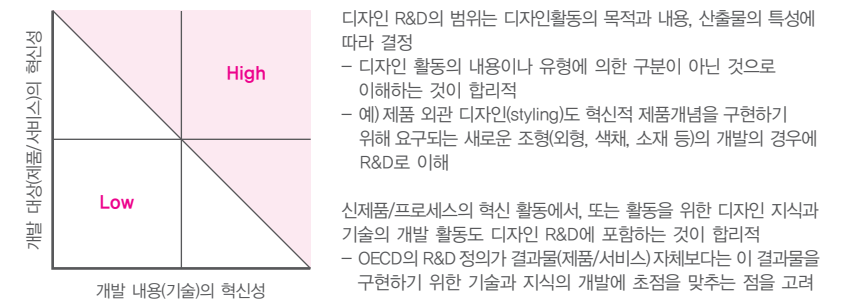 개발 대상(제품/서비스)의 혁신성
High
Low
개발 내용(기술)의 혁신성
디자인 R&D의 범위는 디자인활동의 목적과 내용, 산출물의 특성에
따라 결정
– 디자인 활동의 내용이나 유형에 의한 구분이 아닌 것으로
이해하는 것이 합리적
– 예) 제품 외관 디자인(styling)도 혁신적 제품개념을 구현하기
위해 요구되는 새로운 조형(외형, 색채, 소재 등)의 개발의 경우에
R&D로 이해
신제품/프로세스의 혁신 활동에서, 또는 활동을 위한 디자인 지식과
기술의 개발 활동도 디자인 R&D에 포함하는 것이 합리적
– OECD의 R&D 정의가 결과물(제품/서비스) 자체보다는 이 결과물을
구현하기 위한 기술과 지식의 개발에 초점을 맞추는 점을 고려